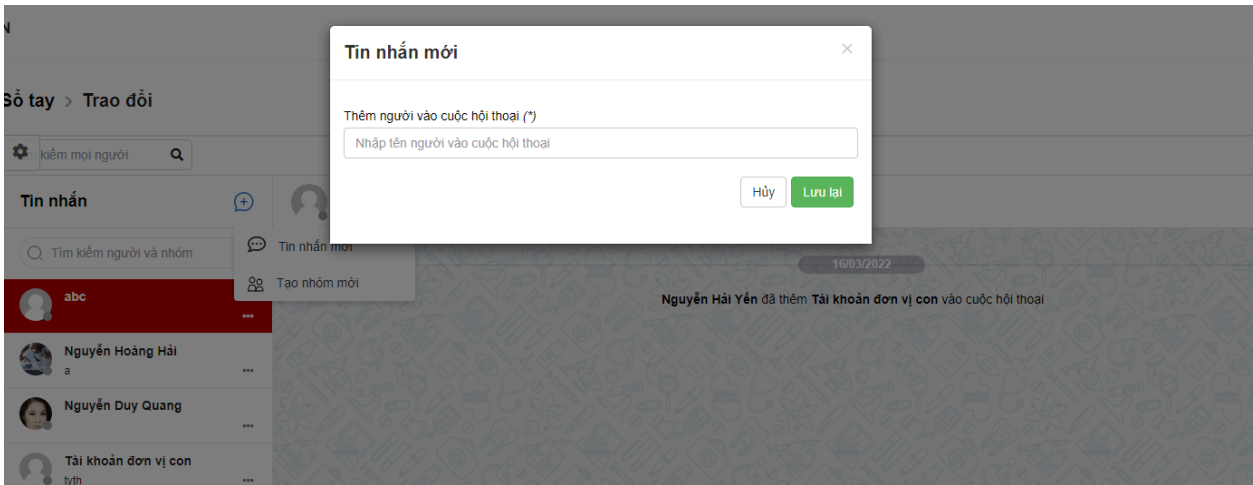 N
Tin nhắn mới
×
Sổ tay > Trao đổi
Thêm người vào cuộc hội thoại (*)
Nhập tên người vào cuộc hội thoại
kiếm mọi người
Hủy
Lưu lại
Tin nhắn
Tin nhắn mới
Tìm kiếm người và nhóm
Tạo nhóm mới
16/03/2022
abc
Nguyễn Hải Yến đã thêm Tài khoản đơn vị con vào cuộc hội thoại
Nguyễn Hoàng Hải
a
Nguyễn Duy Quang
Tài khoản đơn vị con
tyth